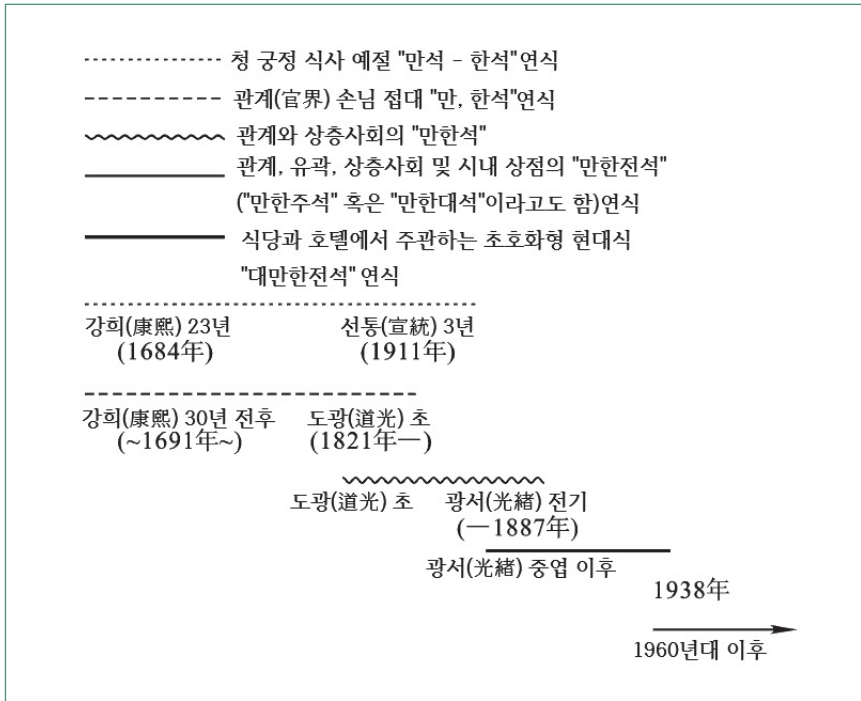 청 궁정 식사 예절 "만석 - 한석"연식
관계(官界) 손님 접대 "만, 한석"연식
관계와 상층사회의 "만한석"
관계, 유곽, 상층사회 및 시내 상점의 "만한전석"
("만한주석" 혹은 "만한대석"이라고도 함)연식
식당과 호텔에서 주관하는 초호화형 현대식
"대만한전석" 연식
강희(康熙) 23년 선통(宣統) 3년
(1684年) (1911年)
강희(康熙) 30년 전후 도광(道光) 초
(~1691年~) (1821年—)
도광(道光) 초 광서(光緖) 전기
(—1887年)
광서(光緖) 중엽 이후
1938年
1960년대 이후